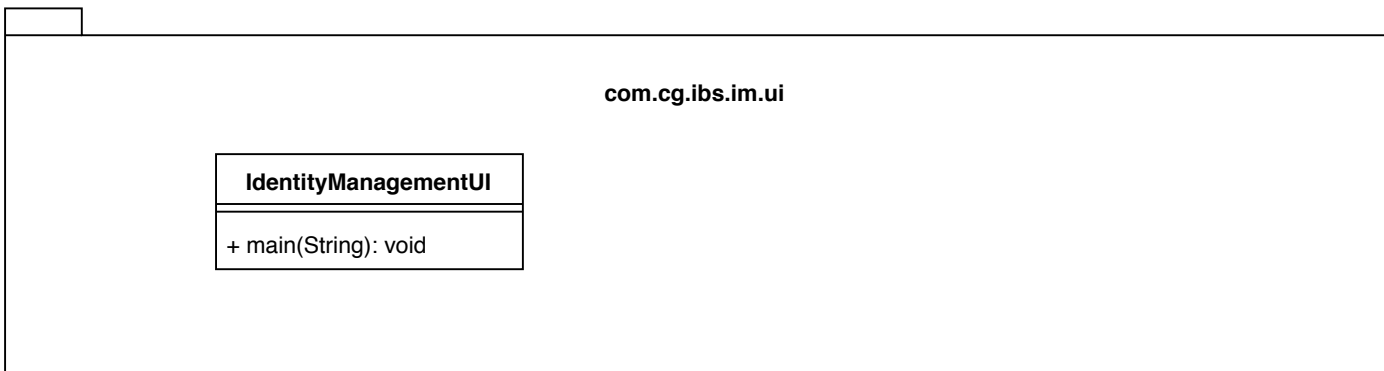 com.cg.ibs.im.ui
IdentityManagementUI
+ main(String): void